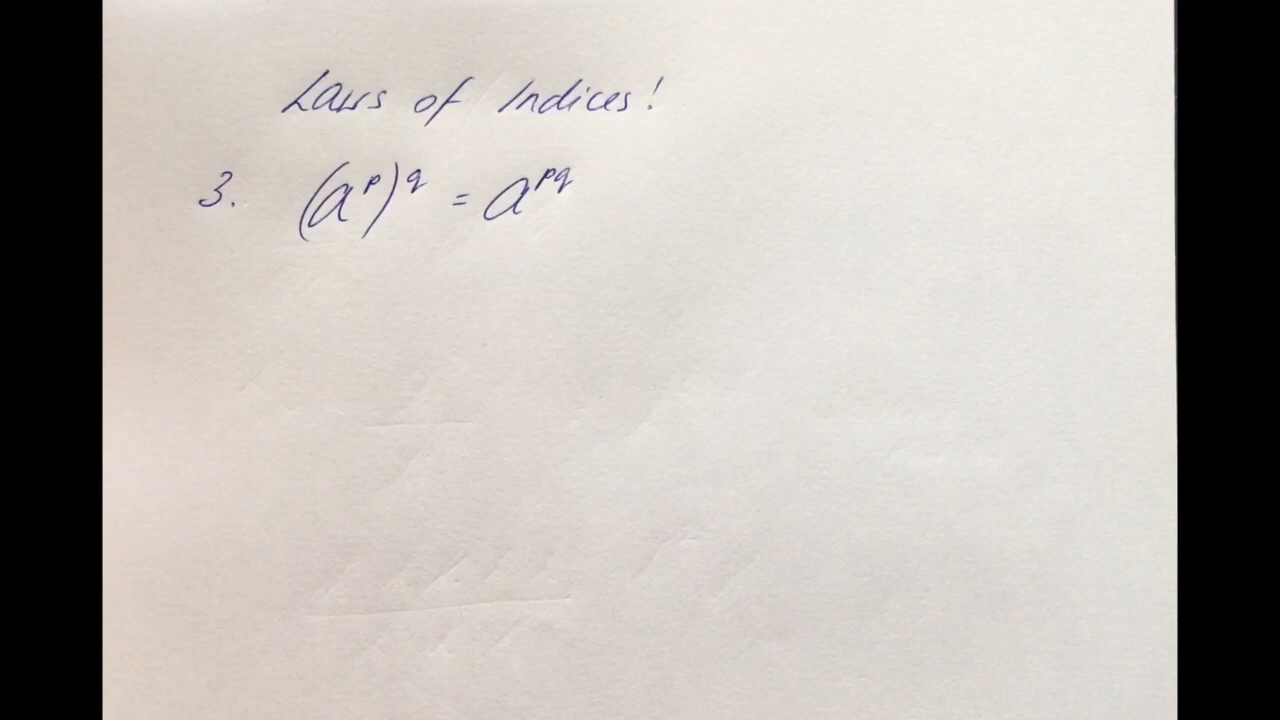 Laws of Indices!
3. (a^p)^q = a^pq